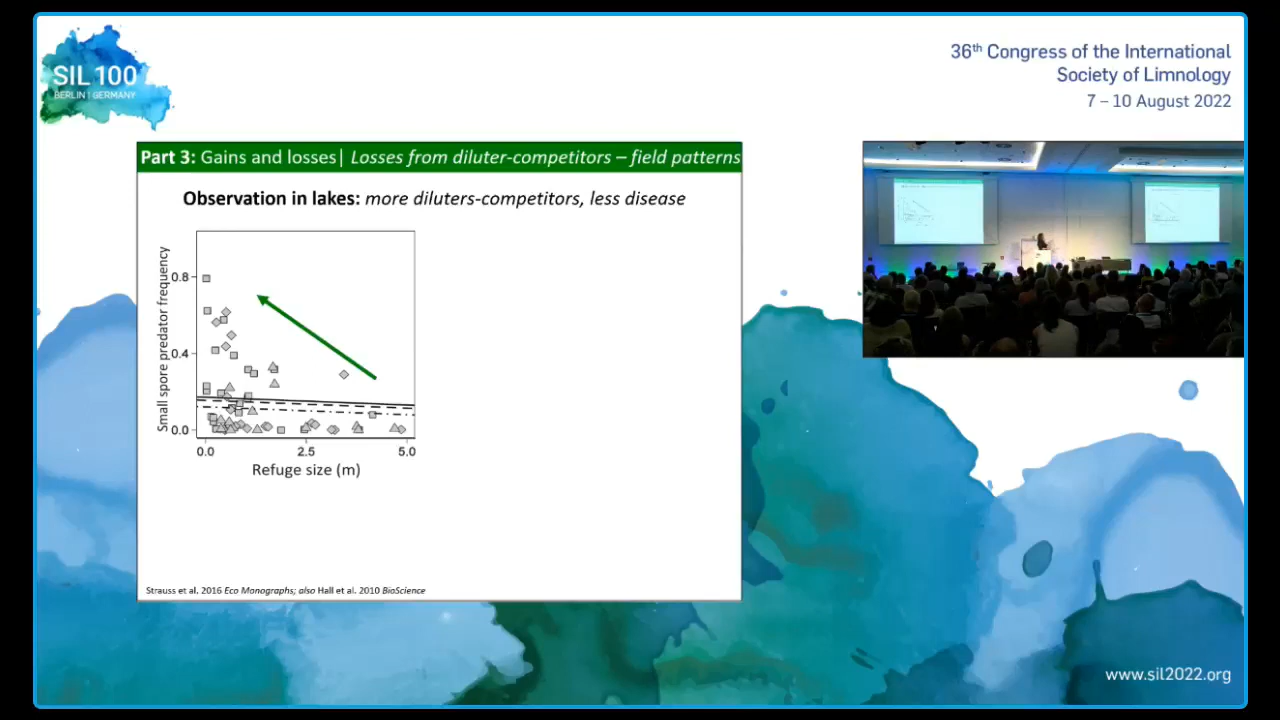 SIL 100
BERLIN | GERMANY
36th Congress of the International
Society of Limnology
7 – 10 August 2022
Part 3: Gains and losses| Losses from diluter-competitors – field patterns
Observation in lakes: more diluters-competitors, less disease
Small spore predator frequency
0.8
0.4
0.0
0.0 2.5 5.0
Refuge size (m)
Strauss et al. 2016 Eco Monographs; also Hall et al. 2010 BioScience
www.sil2022.org